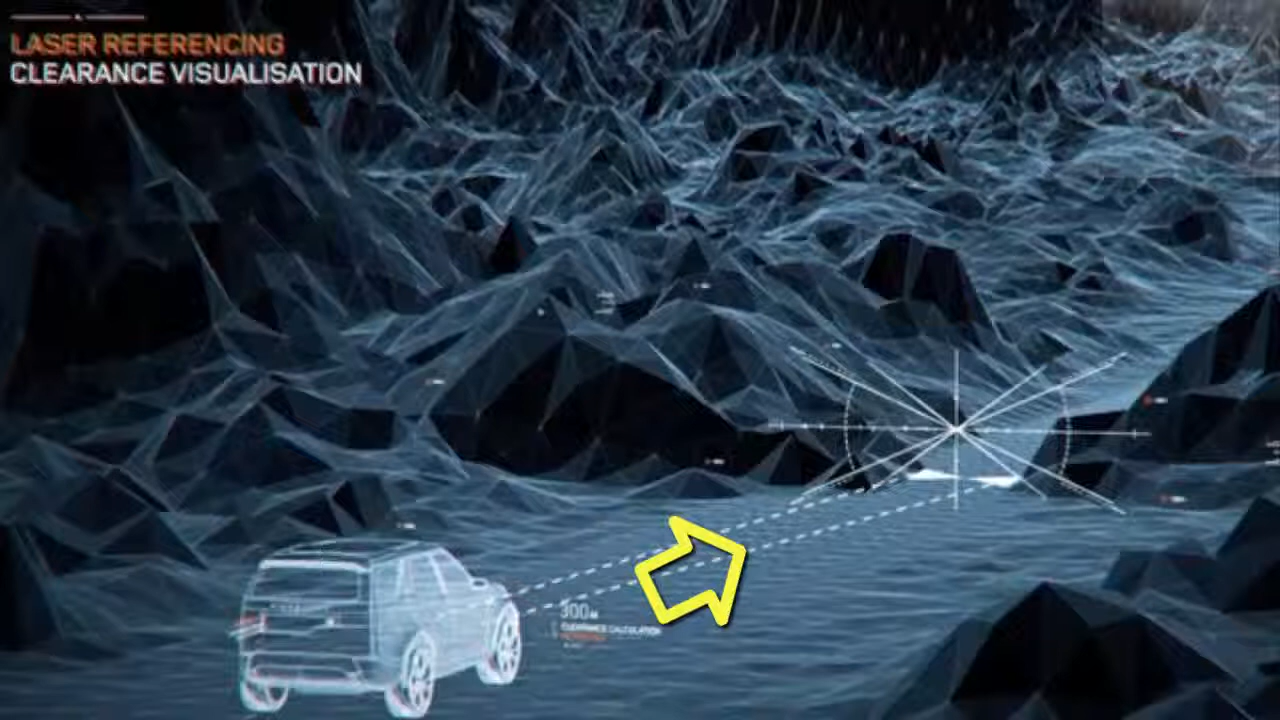 LASER REFERENCING
CLEARANCE VISUALISATION
300M
CLEARANCE CALCULATION